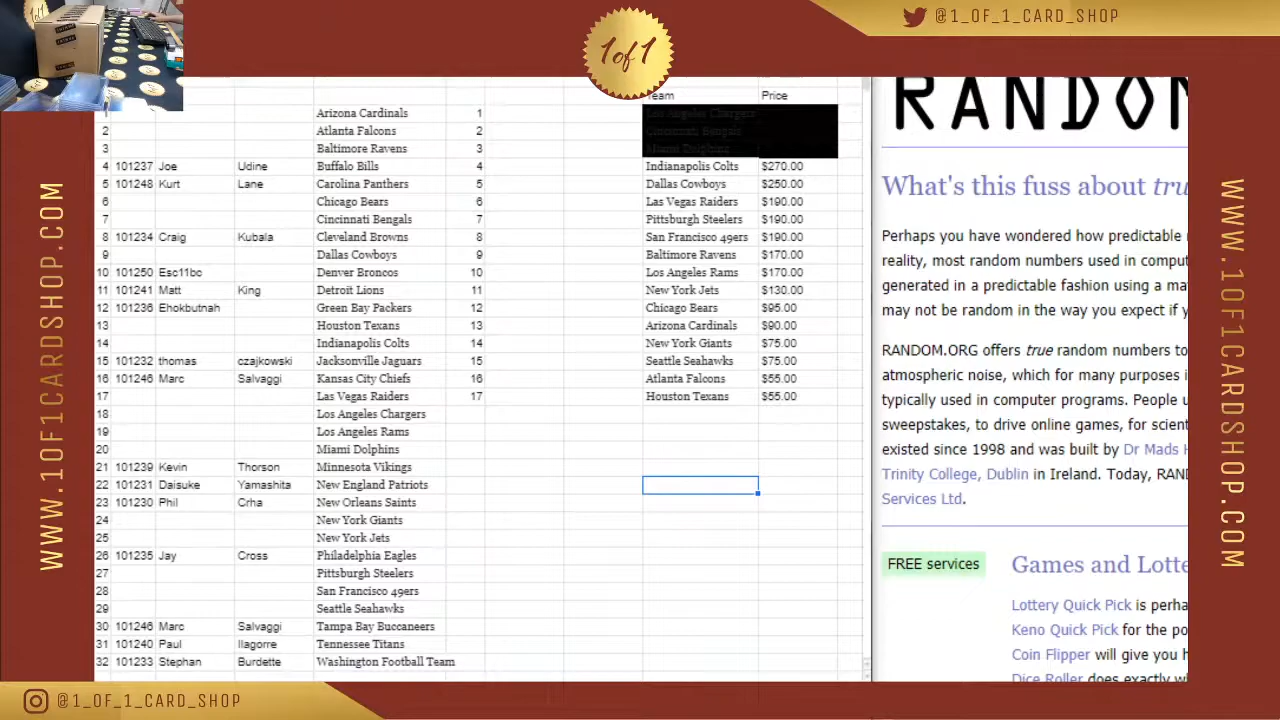 @1_OF_1_CARD_SHOP
1of1
WWW.1OF1CARDSHOP.COM
WWW.1OF1CARDSHOP.COM
Team Price
1 Arizona Cardinals 1 Los Angeles Chargers
2 Atlanta Falcons 2 Cincinnati Bengals
3 Baltimore Ravens 3 Miami Dolphins
4 101237 Joe Udine Buffalo Bills 4 Indianapolis Colts $270.00
5 101248 Kurt Lane Carolina Panthers 5 Dallas Cowboys $250.00
6 Chicago Bears 6 Las Vegas Raiders $190.00
7 Cincinnati Bengals 7 Pittsburgh Steelers $190.00
8 101234 Craig Kubala Cleveland Browns 8 San Francisco 49ers $190.00
9 Dallas Cowboys 9 Baltimore Ravens $170.00
10 101250 Esc11bc Denver Broncos 10 Los Angeles Rams $170.00
11 101241 Matt King Detroit Lions 11 New York Jets $130.00
12 101236 Ehokbutnah Green Bay Packers 12 Chicago Bears $95.00
13 Houston Texans 13 Arizona Cardinals $90.00
14 Indianapolis Colts 14 New York Giants $75.00
15 101232 thomas czajkowski Jacksonville Jaguars 15 Seattle Seahawks $75.00
16 101246 Marc Salvaggi Kansas City Chiefs 16 Atlanta Falcons $55.00
17 Las Vegas Raiders 17 Houston Texans $55.00
18 Los Angeles Chargers
19 Los Angeles Rams
20 Miami Dolphins
21 101239 Kevin Thorson Minnesota Vikings
22 101231 Daisuke Yamashita New England Patriots
23 101230 Phil Crha New Orleans Saints
24 New York Giants
25 New York Jets
26 101235 Jay Cross Philadelphia Eagles
27 Pittsburgh Steelers
28 San Francisco 49ers
29 Seattle Seahawks
30 101246 Marc Salvaggi Tampa Bay Buccaneers
31 101240 Paul Ilagorre Tennessee Titans
32 101233 Stephan Burdette Washington Football Team
RANDO
What's this fuss about tru
Perhaps you have wondered how predictable
reality, most random numbers used in comput
generated in a predictable fashion using a ma
may not be random in the way you expect if y
RANDOM.ORG offers true random numbers to
atmospheric noise, which for many purposes i
typically used in computer programs. People u
sweepstakes, to drive online games, for scient
existed since 1998 and was built by Dr Mads
Trinity College, Dublin in Ireland. Today, RAN
Services Ltd.
FREE services
Games and Lotte
Lottery Quick Pick is perha
Keno Quick Pick for the po
Coin Flipper will give you h
Dice Roller does exactly wi
@1_OF_1_CARD_SHOP